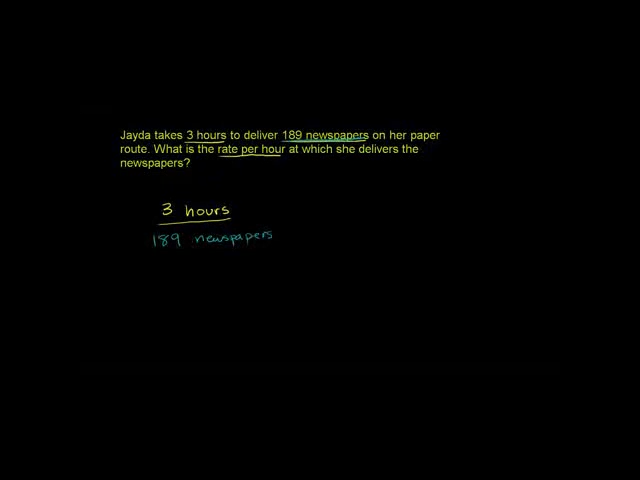 Jayda takes 3 hours to deliver 189 newspapers on her paper
route. What is the rate per hour at which she delivers the
newspapers?
3 hours
189 newspapers